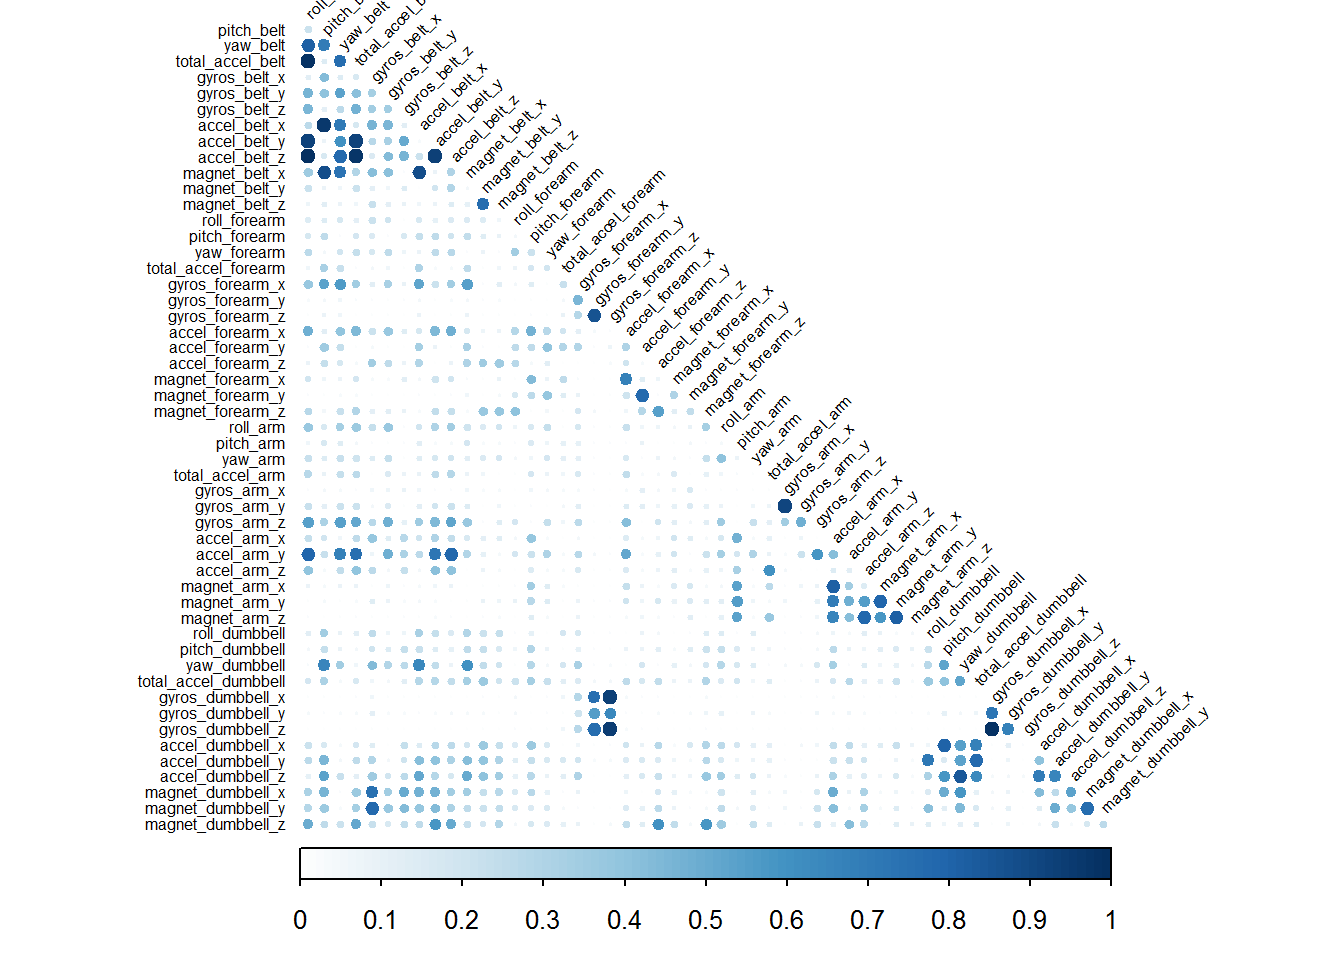 roll_
pitch_b
yaw_belt
total_accel_b
gyros_belt_x
gyros_belt_y
gyros_belt_z
accel_belt_x
accel_belt_y
accel_belt_z
magnet_belt_x
magnet_belt_y
magnet_belt_z
roll_forearm
pitch_forearm
yaw_forearm
total_accel_forearm
gyros_forearm_x
gyros_forearm_y
gyros_forearm_z
accel_forearm_x
accel_forearm_y
accel_forearm_z
magnet_forearm_x
magnet_forearm_y
magnet_forearm_z
roll_arm
pitch_arm
yaw_arm
total_accel_arm
gyros_arm_x
gyros_arm_y
gyros_arm_z
accel_arm_x
accel_arm_y
accel_arm_z
magnet_arm_x
magnet_arm_y
magnet_arm_z
roll_dumbbell
pitch_dumbbell
yaw_dumbbell
total_accel_dumbbell
gyros_dumbbell_x
gyros_dumbbell_y
gyros_dumbbell_z
accel_dumbbell_x
accel_dumbbell_y
accel_dumbbell_z
magnet_dumbbell_x
magnet_dumbbell_y
pitch_belt
yaw_belt
total_accel_belt
gyros_belt_x
gyros_belt_y
gyros_belt_z
accel_belt_x
accel_belt_y
accel_belt_z
magnet_belt_x
magnet_belt_y
magnet_belt_z
roll_forearm
pitch_forearm
yaw_forearm
total_accel_forearm
gyros_forearm_x
gyros_forearm_y
gyros_forearm_z
accel_forearm_x
accel_forearm_y
accel_forearm_z
magnet_forearm_x
magnet_forearm_y
magnet_forearm_z
roll_arm
pitch_arm
yaw_arm
total_accel_arm
gyros_arm_x
gyros_arm_y
gyros_arm_z
accel_arm_x
accel_arm_y
accel_arm_z
magnet_arm_x
magnet_arm_y
magnet_arm_z
roll_dumbbell
pitch_dumbbell
yaw_dumbbell
total_accel_dumbbell
gyros_dumbbell_x
gyros_dumbbell_y
gyros_dumbbell_z
accel_dumbbell_x
accel_dumbbell_y
accel_dumbbell_z
magnet_dumbbell_x
magnet_dumbbell_y
magnet_dumbbell_z
0 0.1 0.2 0.3 0.4 0.5 0.6 0.7 0.8 0.9 1